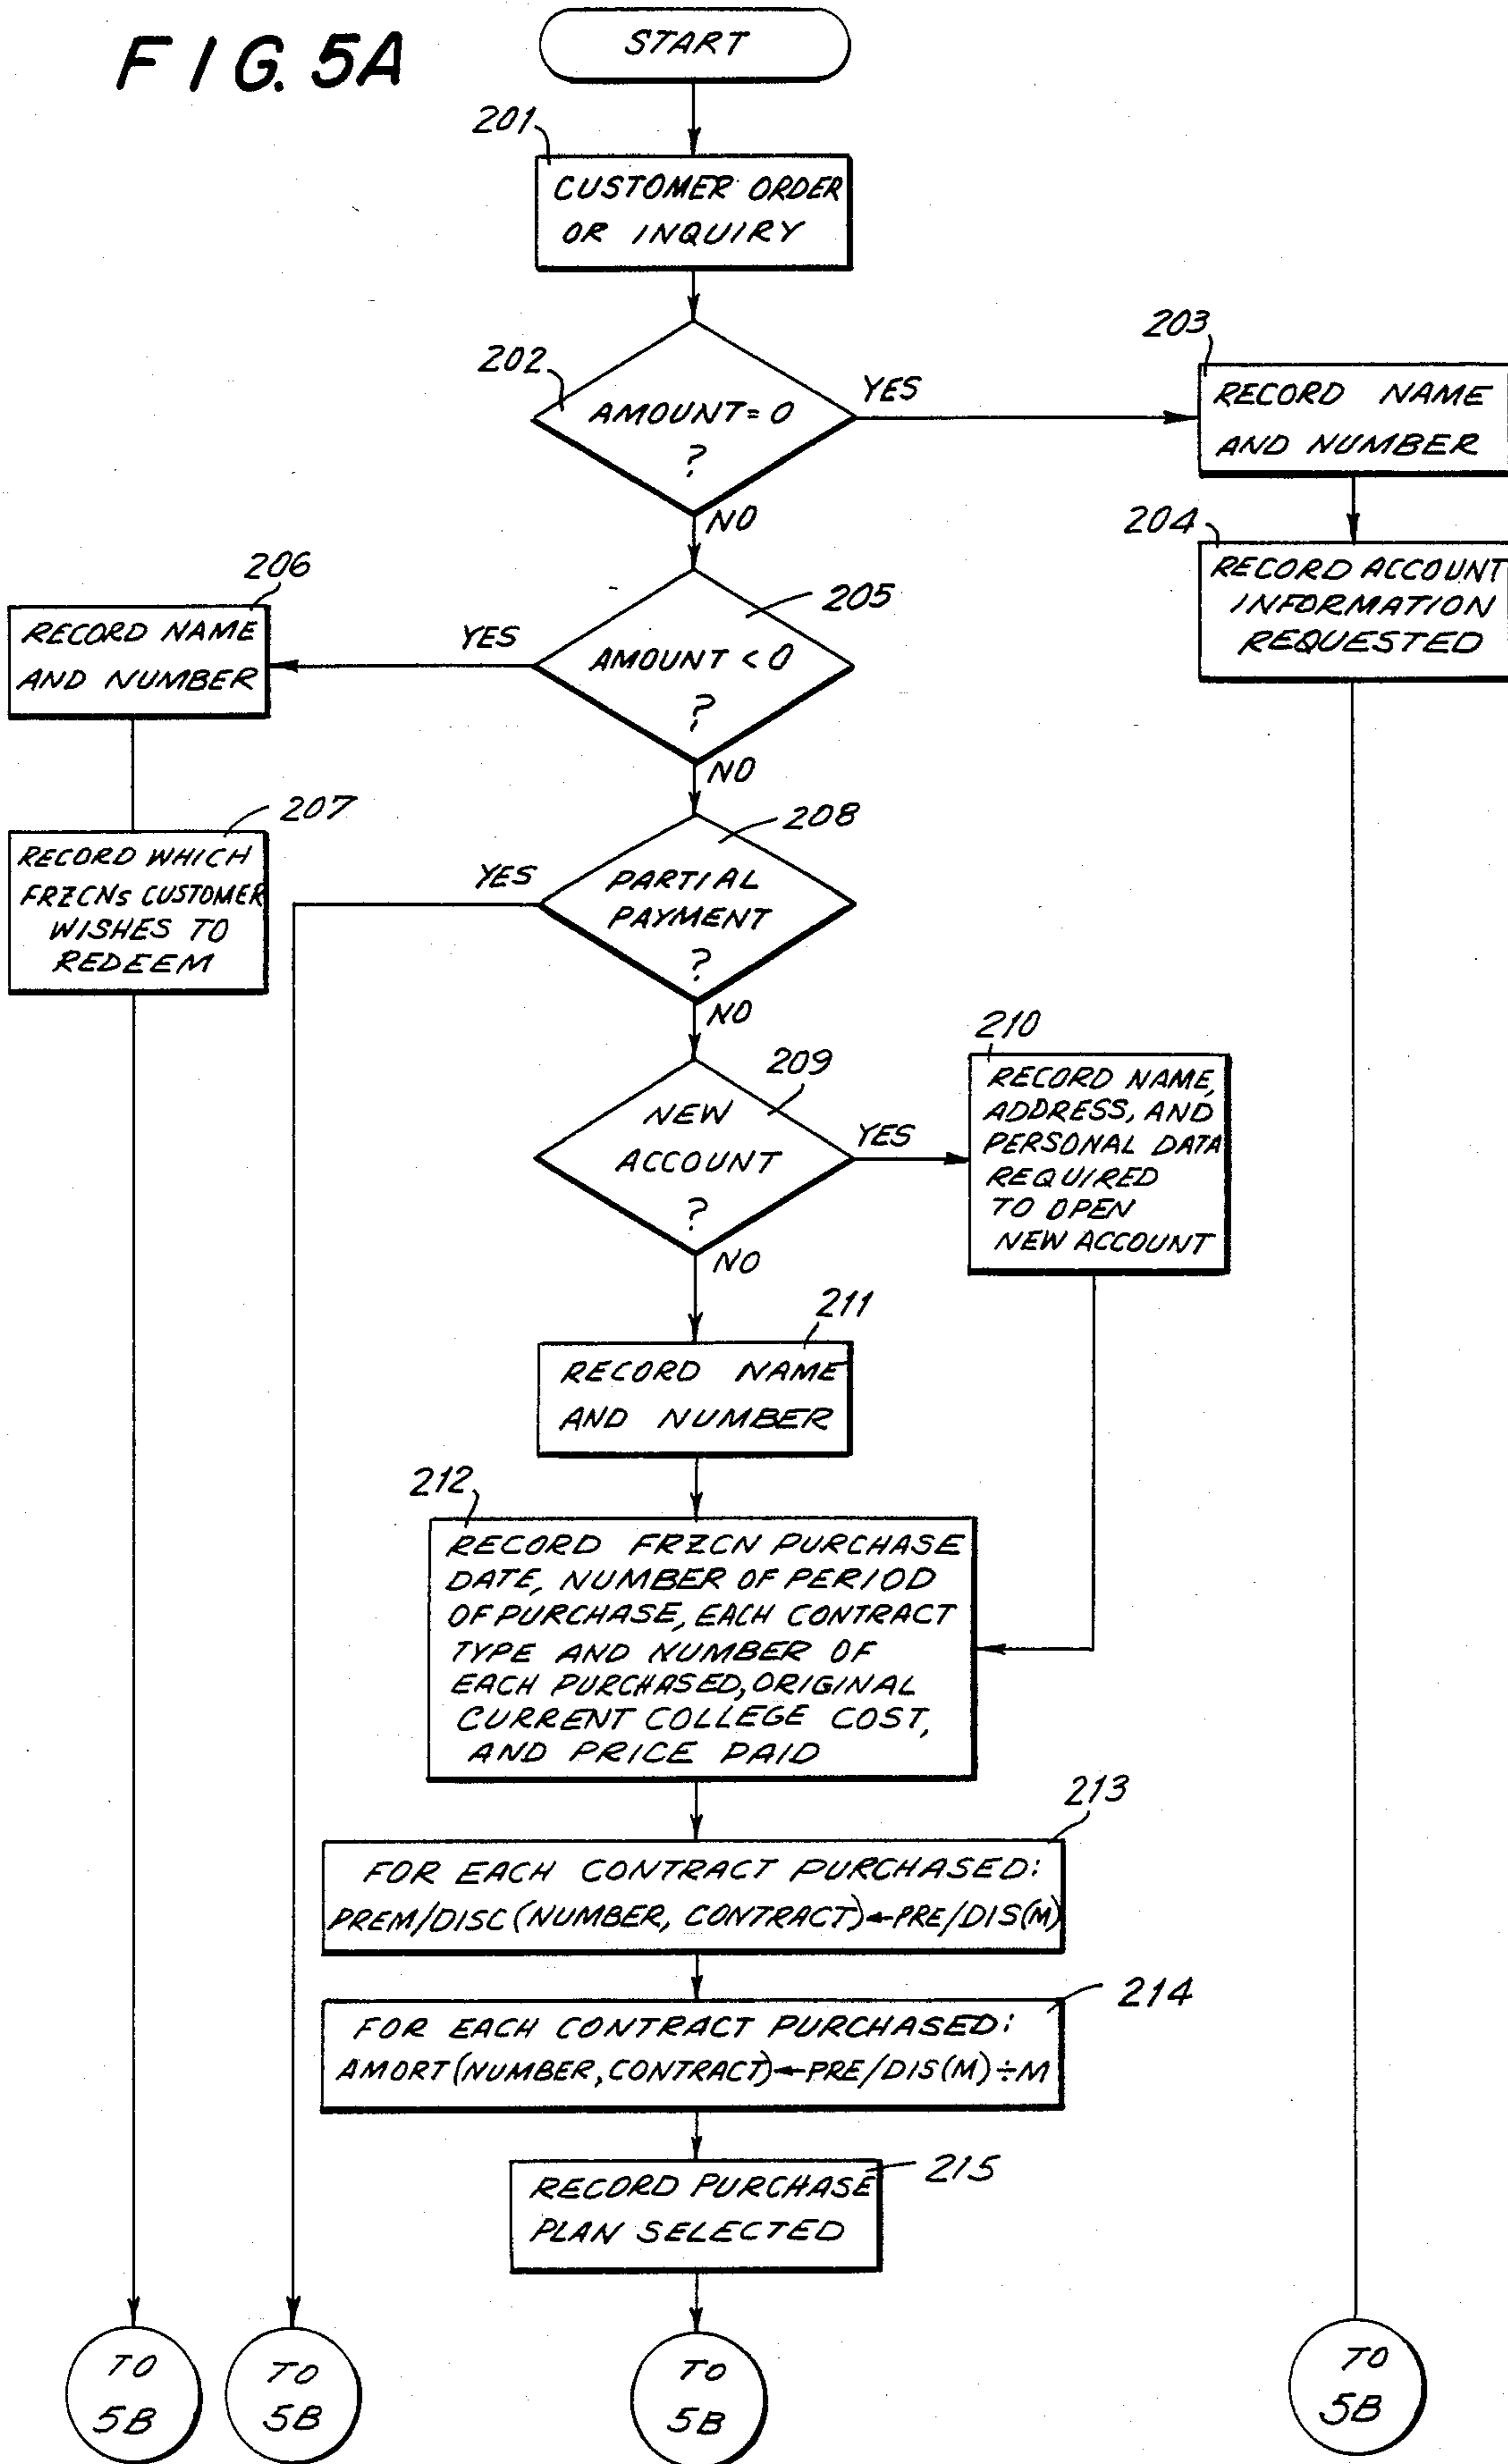 FIG. 5A
START
201
CUSTOMER ORDER
OR INQUIRY
202
AMOUNT = 0
?
YES
NO
203
RECORD NAME
AND NUMBER
204
RECORD ACCOUNT
INFORMATION
REQUESTED
205
AMOUNT < 0
?
YES
NO
206
RECORD NAME
AND NUMBER
207
RECORD WHICH
FRZCNs CUSTOMER
WISHES TO
REDEEM
208
PARTIAL
PAYMENT
?
YES
NO
209
NEW
ACCOUNT
?
YES
NO
210
RECORD NAME,
ADDRESS, AND
PERSONAL DATA
REQUIRED
TO OPEN
NEW ACCOUNT
211
RECORD NAME
AND NUMBER
212
RECORD FRZCN PURCHASE
DATE, NUMBER OF PERIOD
OF PURCHASE, EACH CONTRACT
TYPE AND NUMBER OF
EACH PURCHASED, ORIGINAL
CURRENT COLLEGE COST,
AND PRICE PAID
213
FOR EACH CONTRACT PURCHASED:
PREM/DISC (NUMBER, CONTRACT)←PRE/DIS(M)
214
FOR EACH CONTRACT PURCHASED:
AMORT (NUMBER, CONTRACT)←PRE/DIS(M)÷M
215
RECORD PURCHASE
PLAN SELECTED
TO
5B
TO
5B
TO
5B
TO
5B